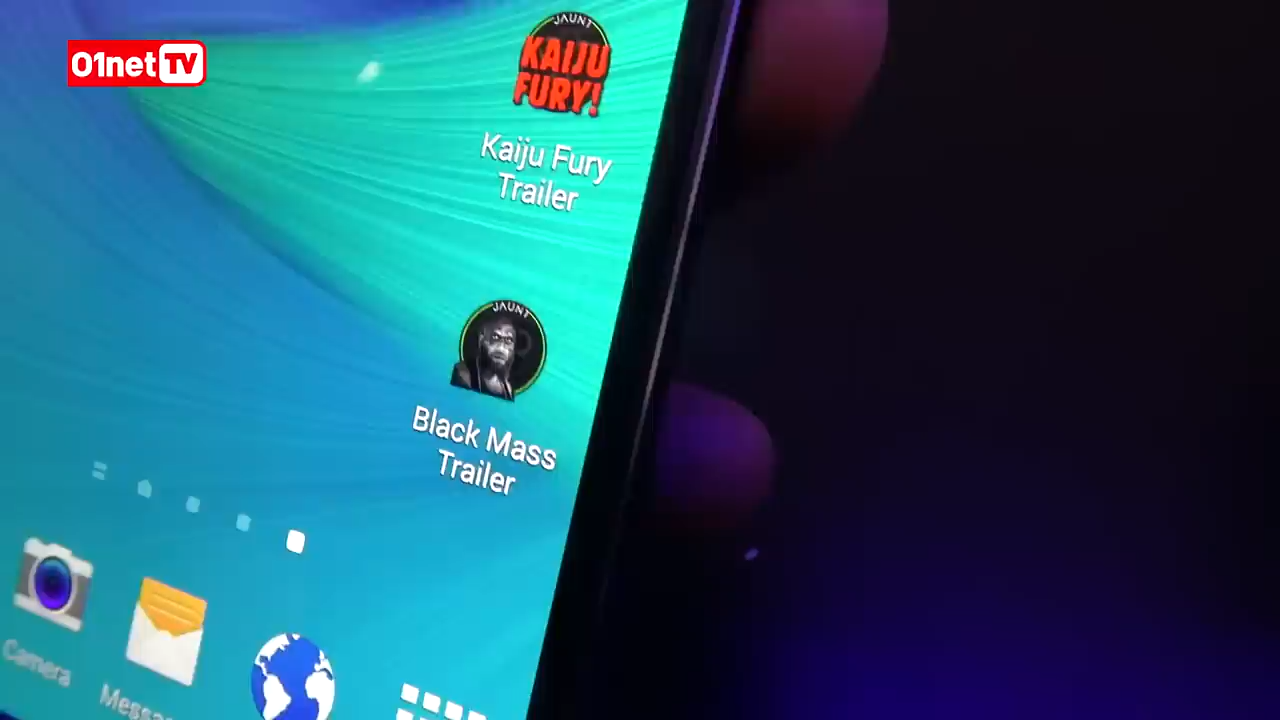 01netTV
JAUNT
KAIJU
FURY!
Kaiju Fury
Trailer
JAUNT
Black Mass
Trailer
Camera